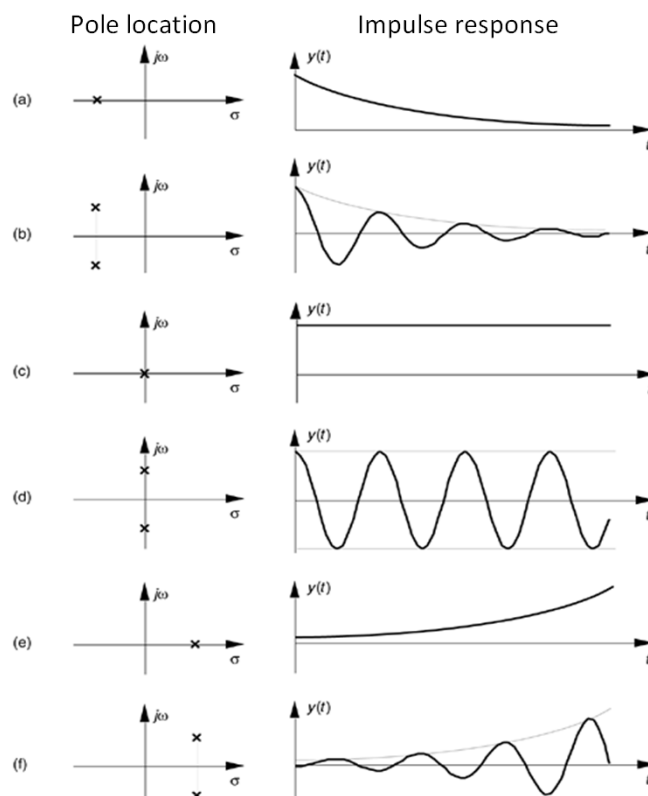 Pole location Impulse response
jω y(t)
(a)
σ t
jω y(t)
(b)
σ t
jω y(t)
(c)
σ
jω y(t)
(d)
σ t
jω y(t)
(e)
σ t
jω y(t)
(f)
σ t